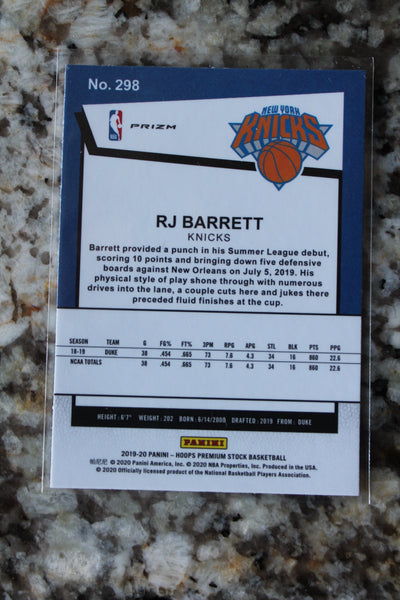 No. 298
PRIZM
NEW YORK
KNICKS
RJ BARRETT
KNICKS
Barrett provided a punch in his Summer League debut,
scoring 10 points and bringing down five defensive
boards against New Orleans on July 5, 2019. His
physical style of play shone through with numerous
drives into the lane, a couple cuts here and jukes there
preceded fluid finishes at the cup.
SEASON TEAM G FG% FT% 3PM RPG APG STL BLK PTS PPG
18-19 DUKE 38 .454 .665 73 7.6 4.3 34 16 860 22.6
NCAA TOTALS 38 .454 .665 73 7.6 4.3 34 16 860 22.6
HEIGHT: 6'7" WEIGHT: 202 BORN: 6/14/2000 DRAFTED: 2019 FROM: DUKE
PANINI
2019-20 PANINI – HOOPS PREMIUM STOCK BASKETBALL
© 2020 Panini America, Inc. © 2020 NBA Properties, Inc. Produced in the USA.
© 2020 Officially licensed product of the National Basketball Players Association.